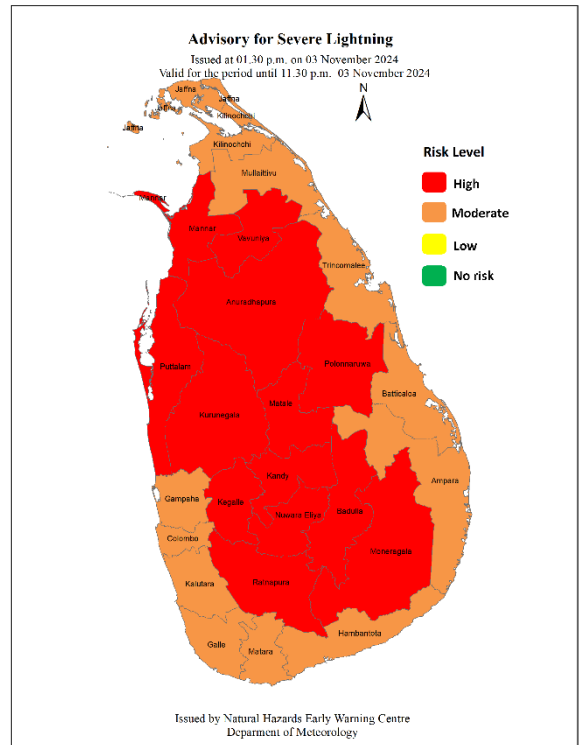 Advisory for Severe Lightning
Issued at 01.30 p.m. on 03 November 2024
Valid for the period until 11.30 p.m.  03 November 2024
N
Jaffna
Jaffna
Jaffna
Kilinochchi
Jaffna
Kilinochchi
Mullaitivu
Risk Level
High
Moderate
Low
No risk
Mannar
Mannar
Vavuniya
Trincomalee
Anuradhapura
Puttalam
Polonnaruwa
Batticaloa
Matale
Kurunegala
Kandy
Ampara
Gampaha
Kegalle
Nuwara Eliya
Badulla
Colombo
Moneragala
Kalutara
Ratnapura
Hambantota
Galle
Matara
Issued by Natural Hazards Early Warning Centre
Deparment of Meteorology